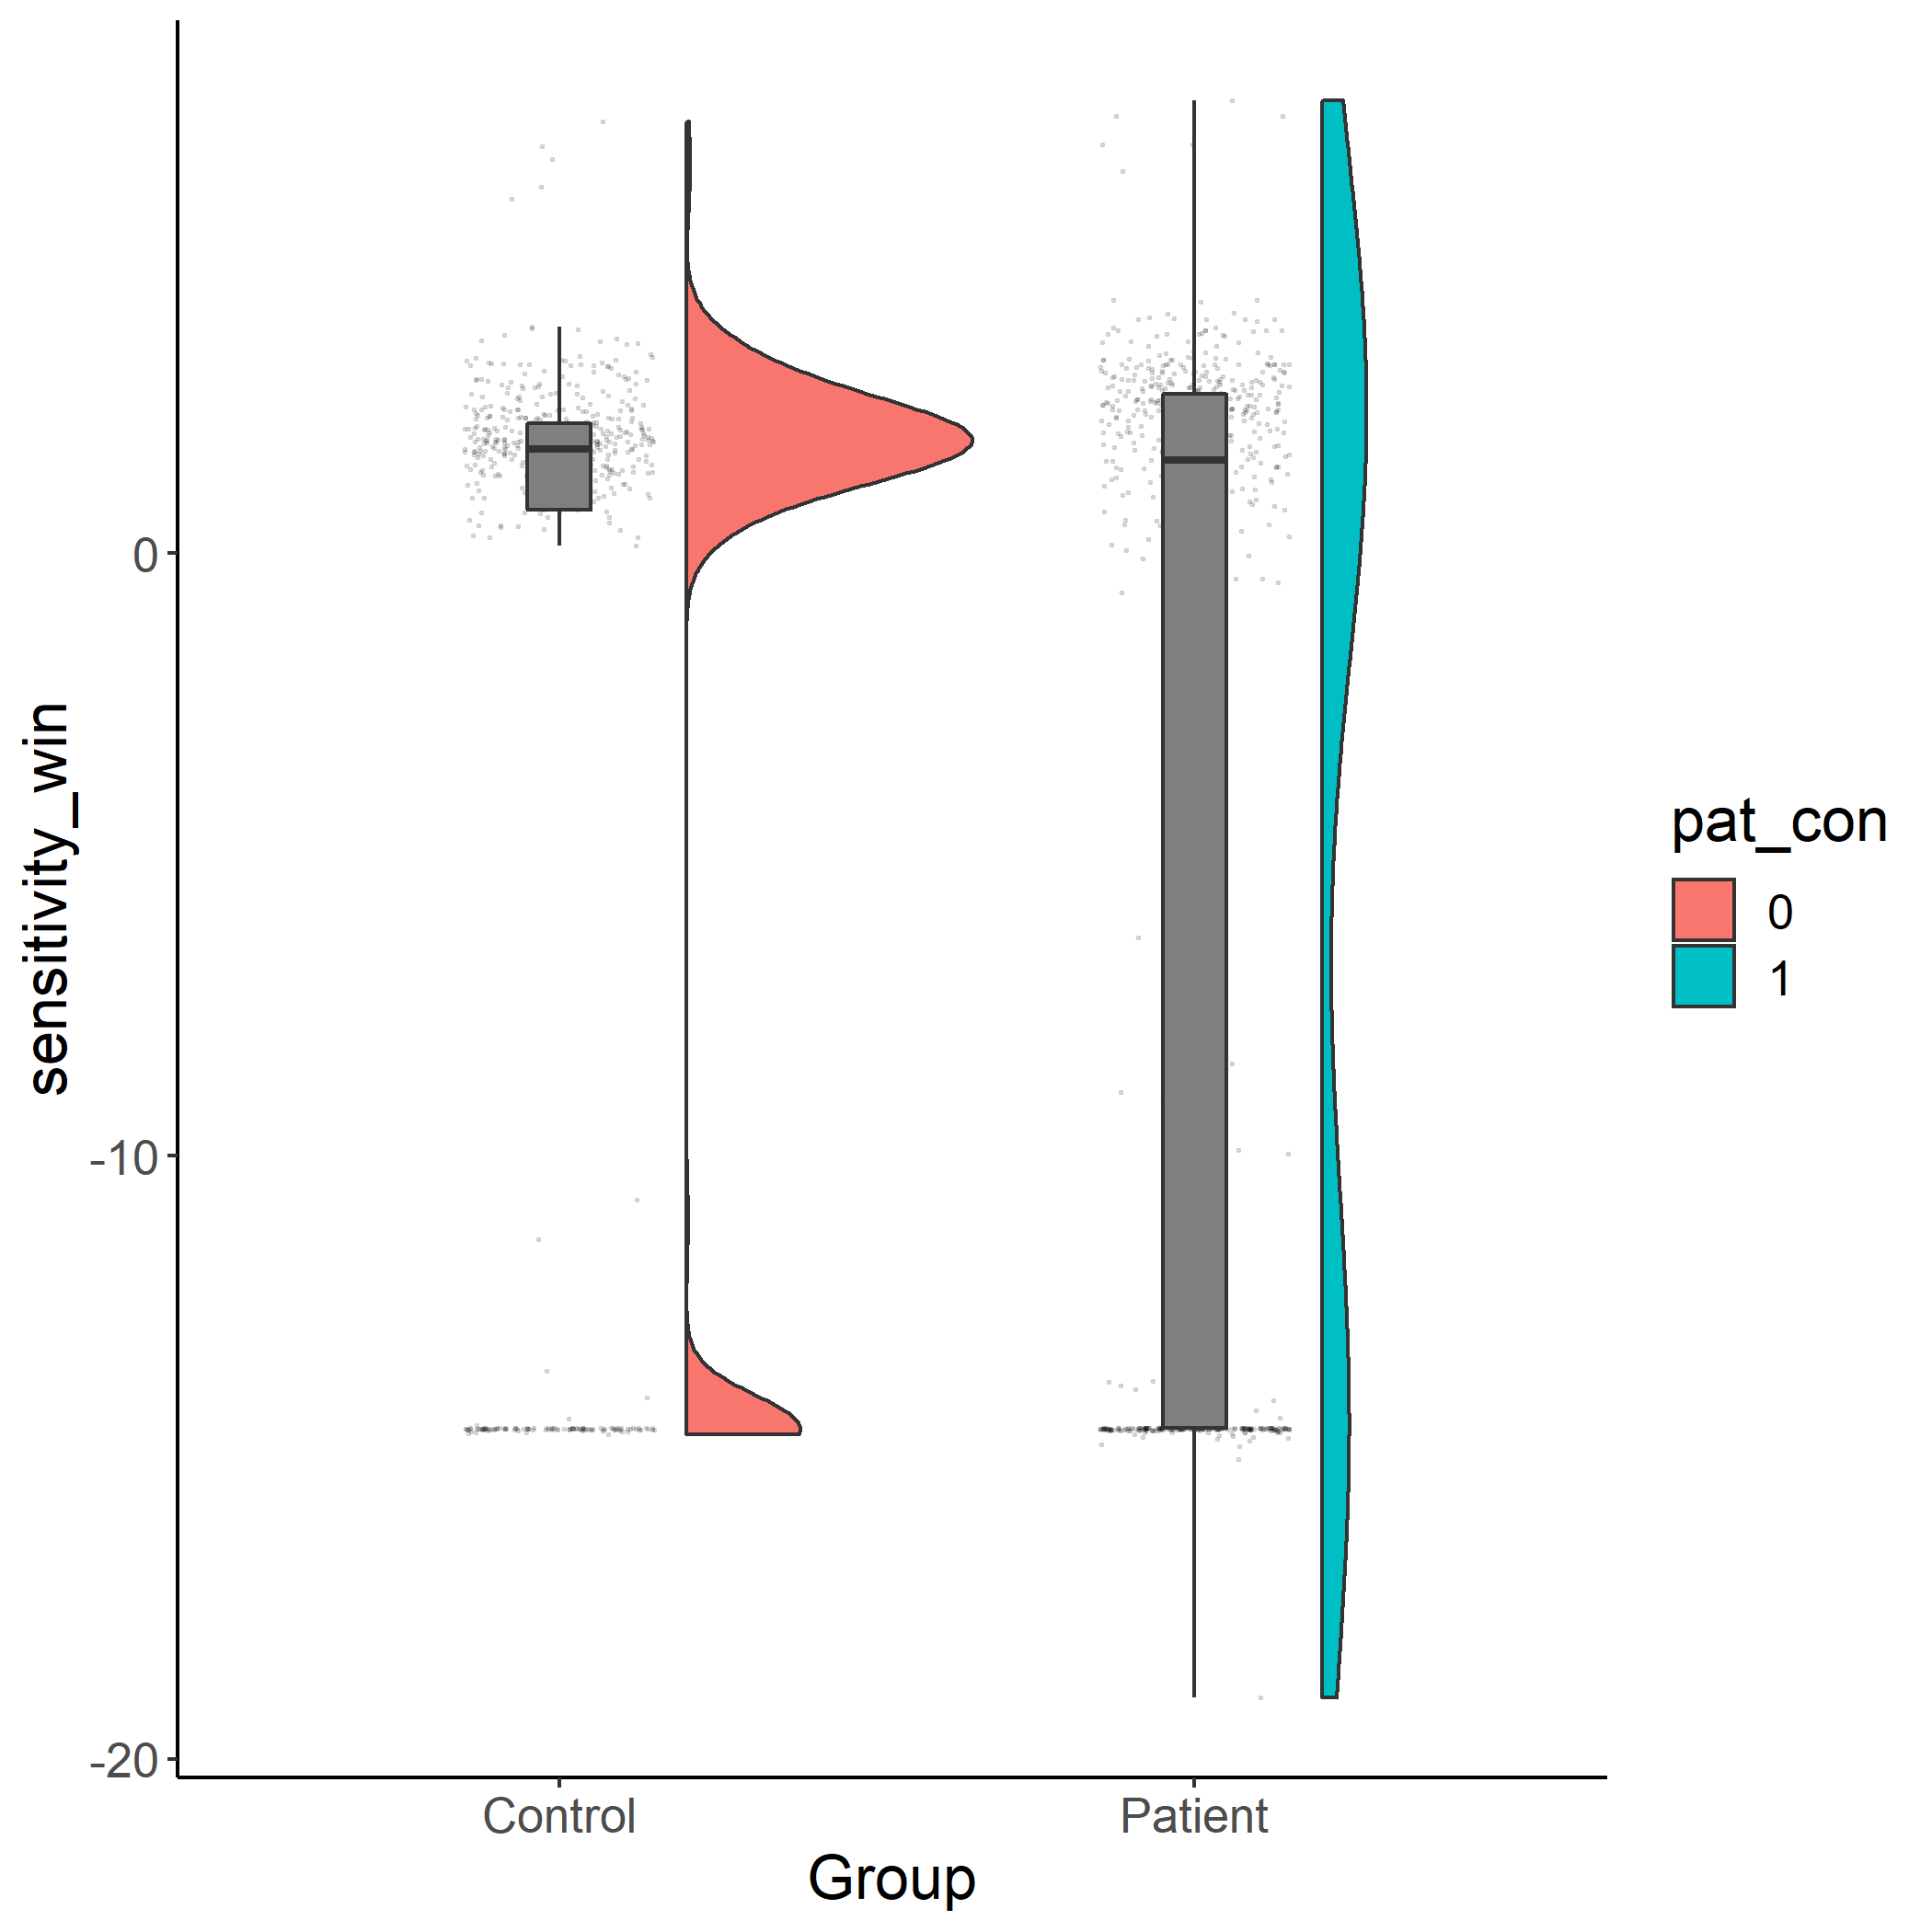 sensitivity_win
0
-10
-20
Control
Patient
Group
pat_con
0
1